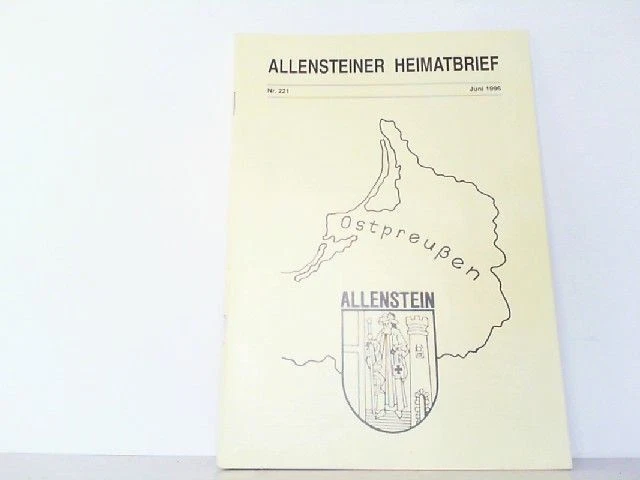 ALLENSTEINER HEIMATBRIEF
Nr. 221 Juni 1996
Ostpreußen
ALLENSTEIN